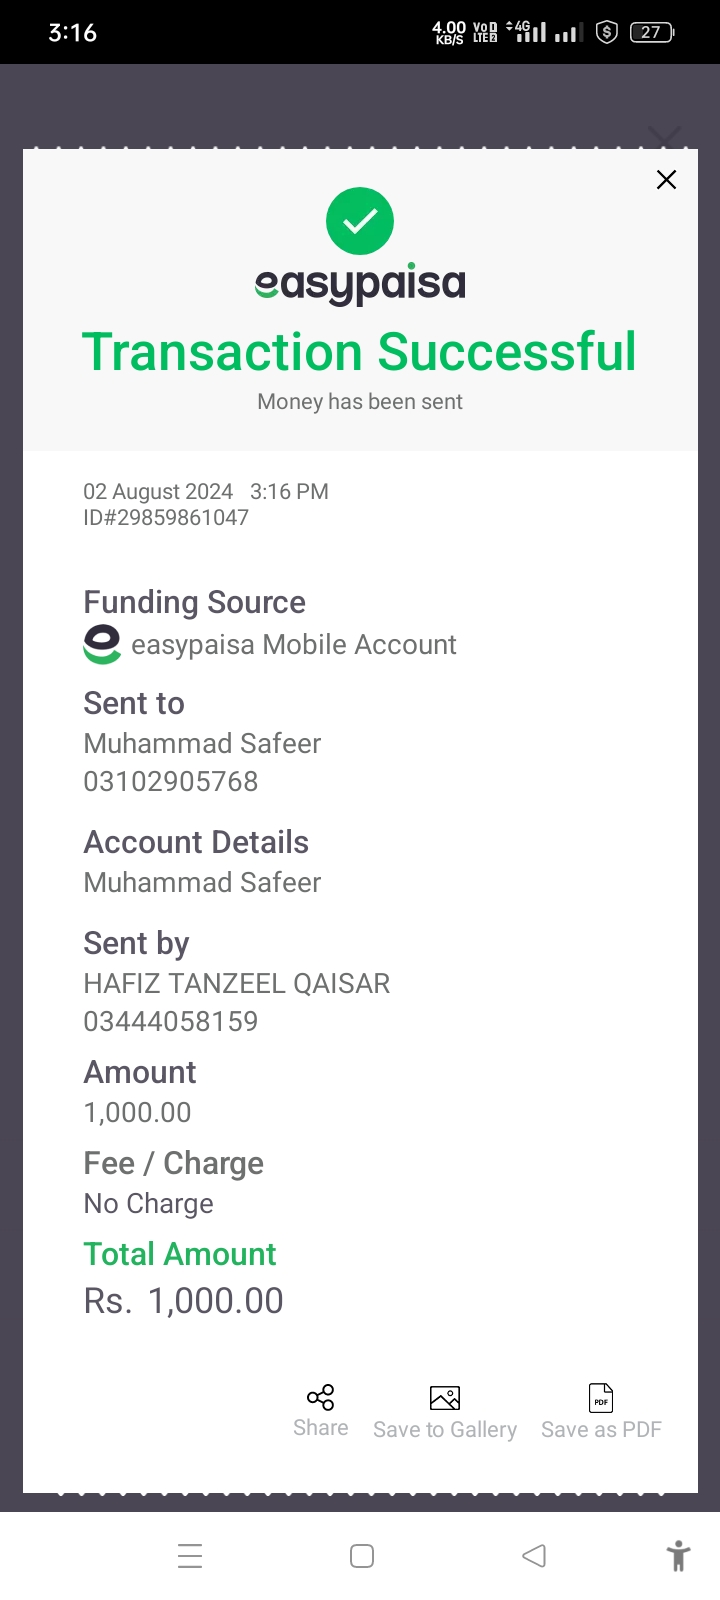 3:16
4.00 KB/S VoD LTE2 4G 27
easypaisa
Transaction Successful
Money has been sent
02 August 2024 3:16 PM
ID#29859861047
Funding Source
easypaisa Mobile Account
Sent to
Muhammad Safeer
03102905768
Account Details
Muhammad Safeer
Sent by
HAFIZ TANZEEL QAISAR
03444058159
Amount
1,000.00
Fee / Charge
No Charge
Total Amount
Rs. 1,000.00
PDF
Share Save to Gallery Save as PDF